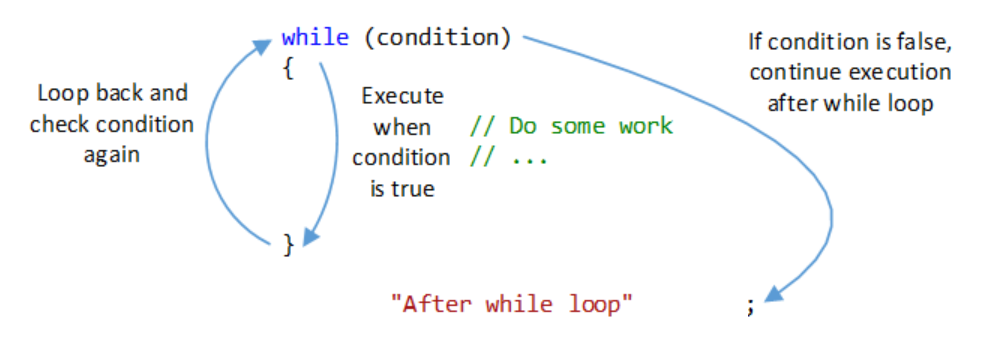 while (condition)
{
If condition is false,
continue execution
after while loop
Loop back and
check condition
again
Execute
when
condition
is true
// Do some work
// ...
}
"After while loop" ;